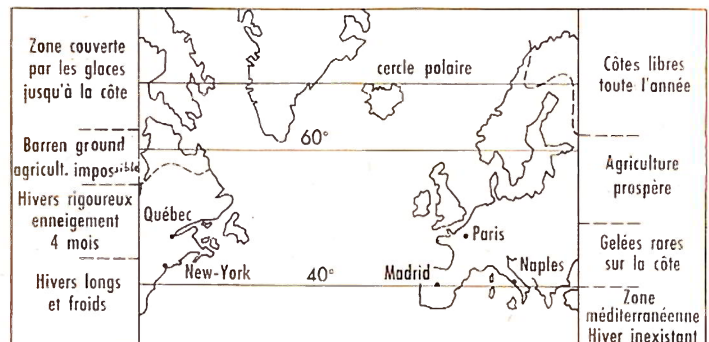 Zone couverte
par les glaces
jusqu'à la côte
Barren ground
agricult. impossible
Hivers rigoureux
enneigement
4 mois
Hivers longs
et froids
cercle polaire
60°
Québec
New-York
40°
Madrid
Paris
Naples
Côtes libres
toute l'année
Agriculture
prospère
Gelées rares
sur la côte
Zone
méditerranéenne
Hiver inexistant